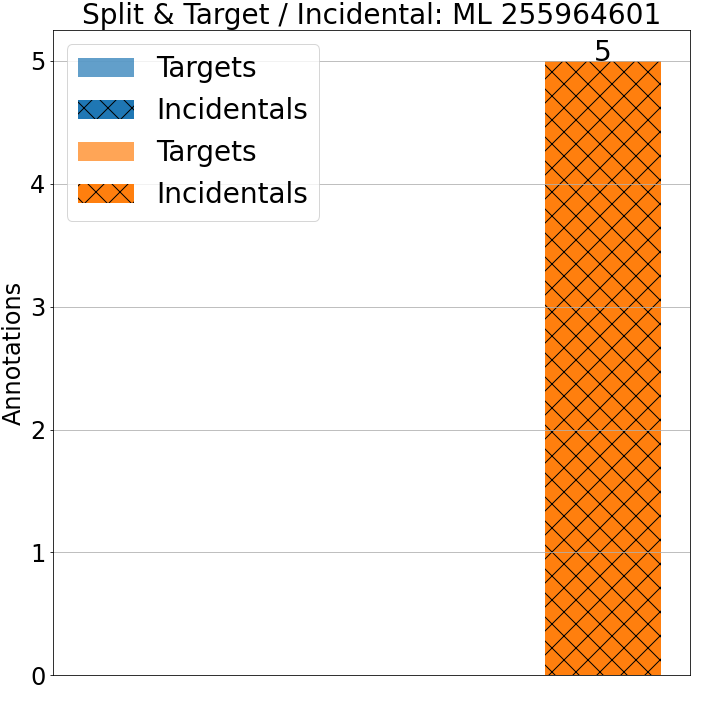 Split & Target / Incidental: ML 255964601
5
5
4
3
2
1
0
Annotations
Targets
Incidentals
Targets
Incidentals